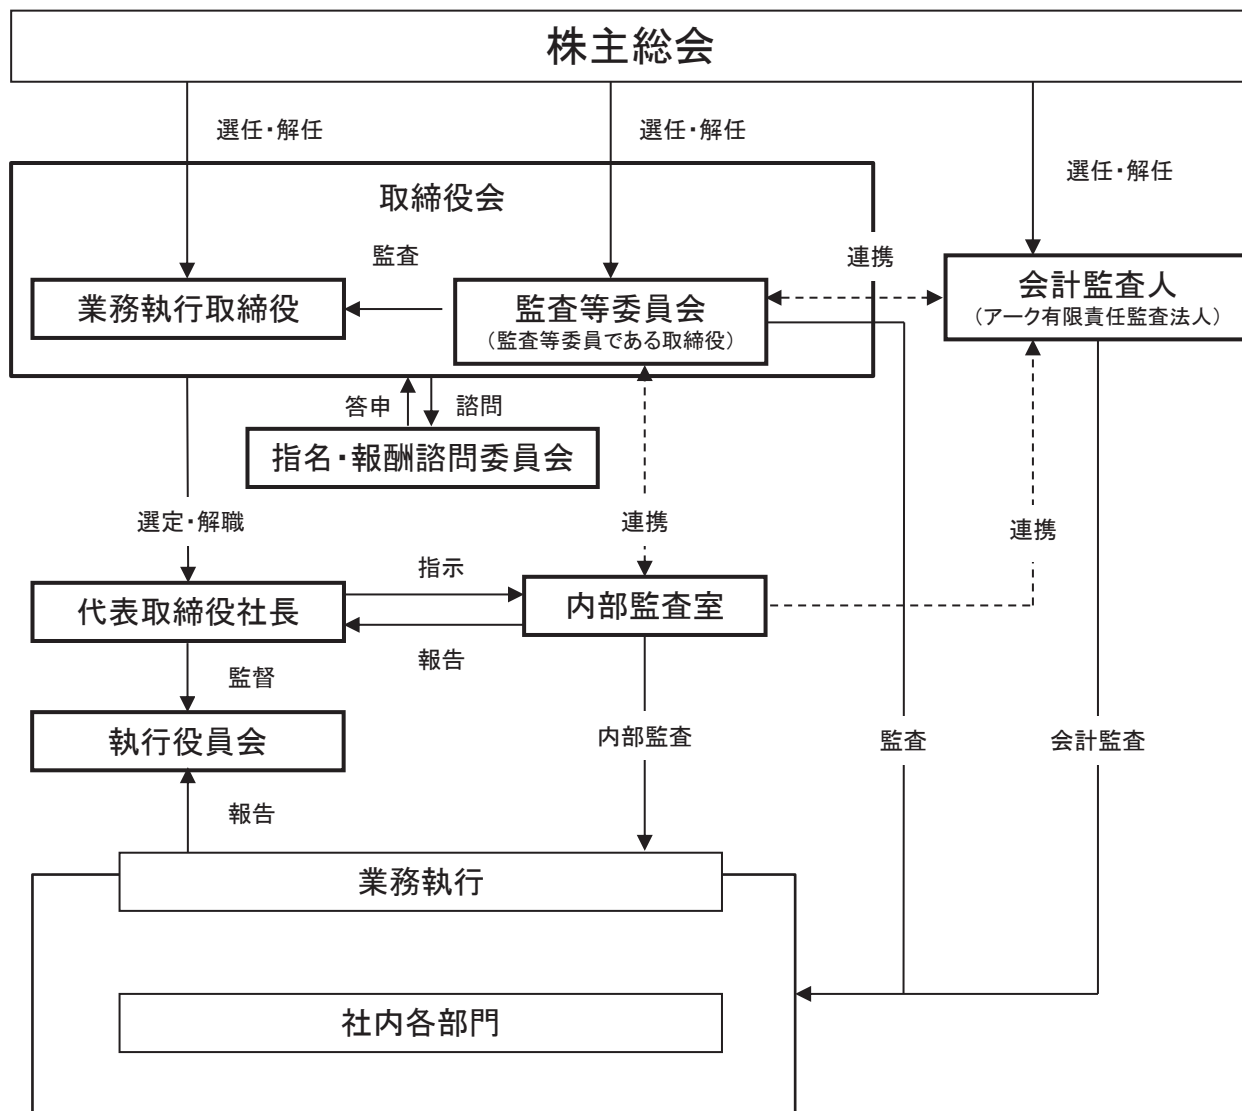 株主総会
選任・解任
選任・解任
選任・解任
取締役会
監査
連携
業務執行取締役
監査等委員会
（監査等委員である取締役）
会計監査人
（アーク有限責任監査法人）
答申
諮問
指名・報酬諮問委員会
選定・解職
連携
連携
指示
代表取締役社長
内部監査室
報告
監督
執行役員会
内部監査
監査
会計監査
報告
業務執行
社内各部門